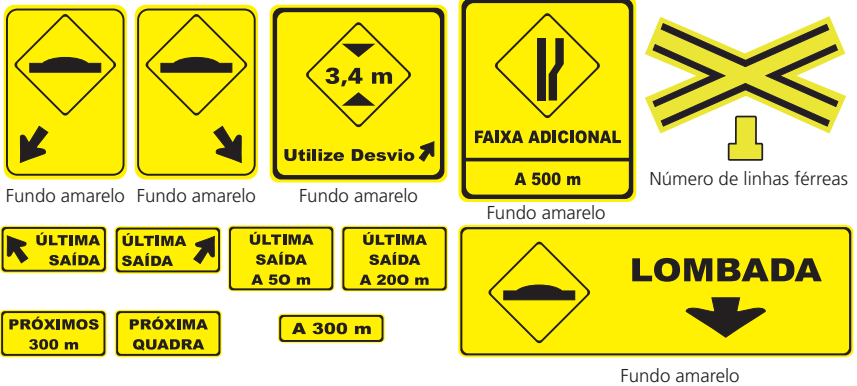 3,4 m
Utilize Desvio
FAIXA ADICIONAL
A 500 m
Fundo amarelo
Fundo amarelo
Fundo amarelo
Fundo amarelo
Número de linhas férreas
ÚLTIMA
SAÍDA
ÚLTIMA
SAÍDA
ÚLTIMA
SAÍDA
A 50 m
ÚLTIMA
SAÍDA
A 200 m
LOMBADA
PRÓXIMOS
300 m
PRÓXIMA
QUADRA
A 300 m
Fundo amarelo